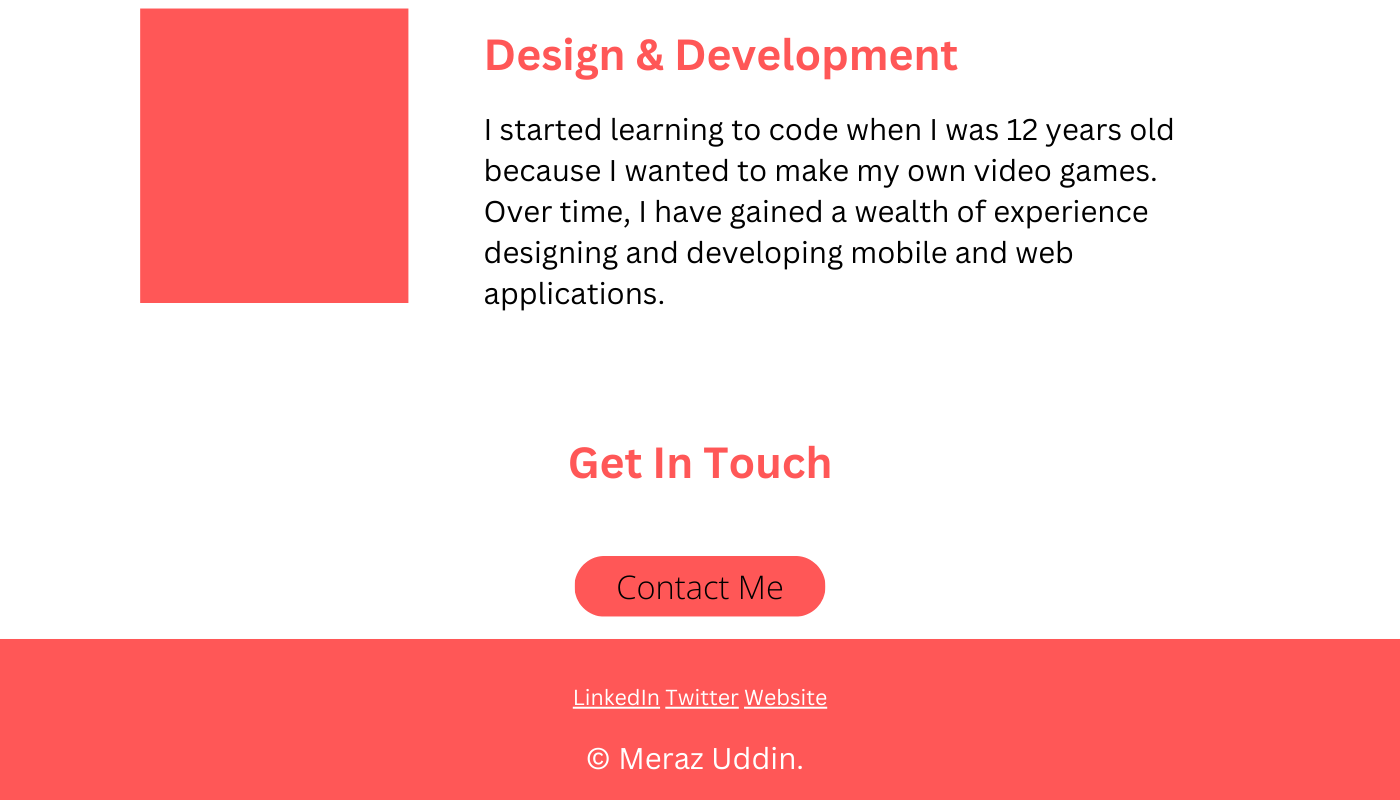 Design & Development
I started learning to code when I was 12 years old
because I wanted to make my own video games.
Over time, I have gained a wealth of experience
designing and developing mobile and web
applications.
Get In Touch
Contact Me
LinkedIn Twitter Website
© Meraz Uddin.